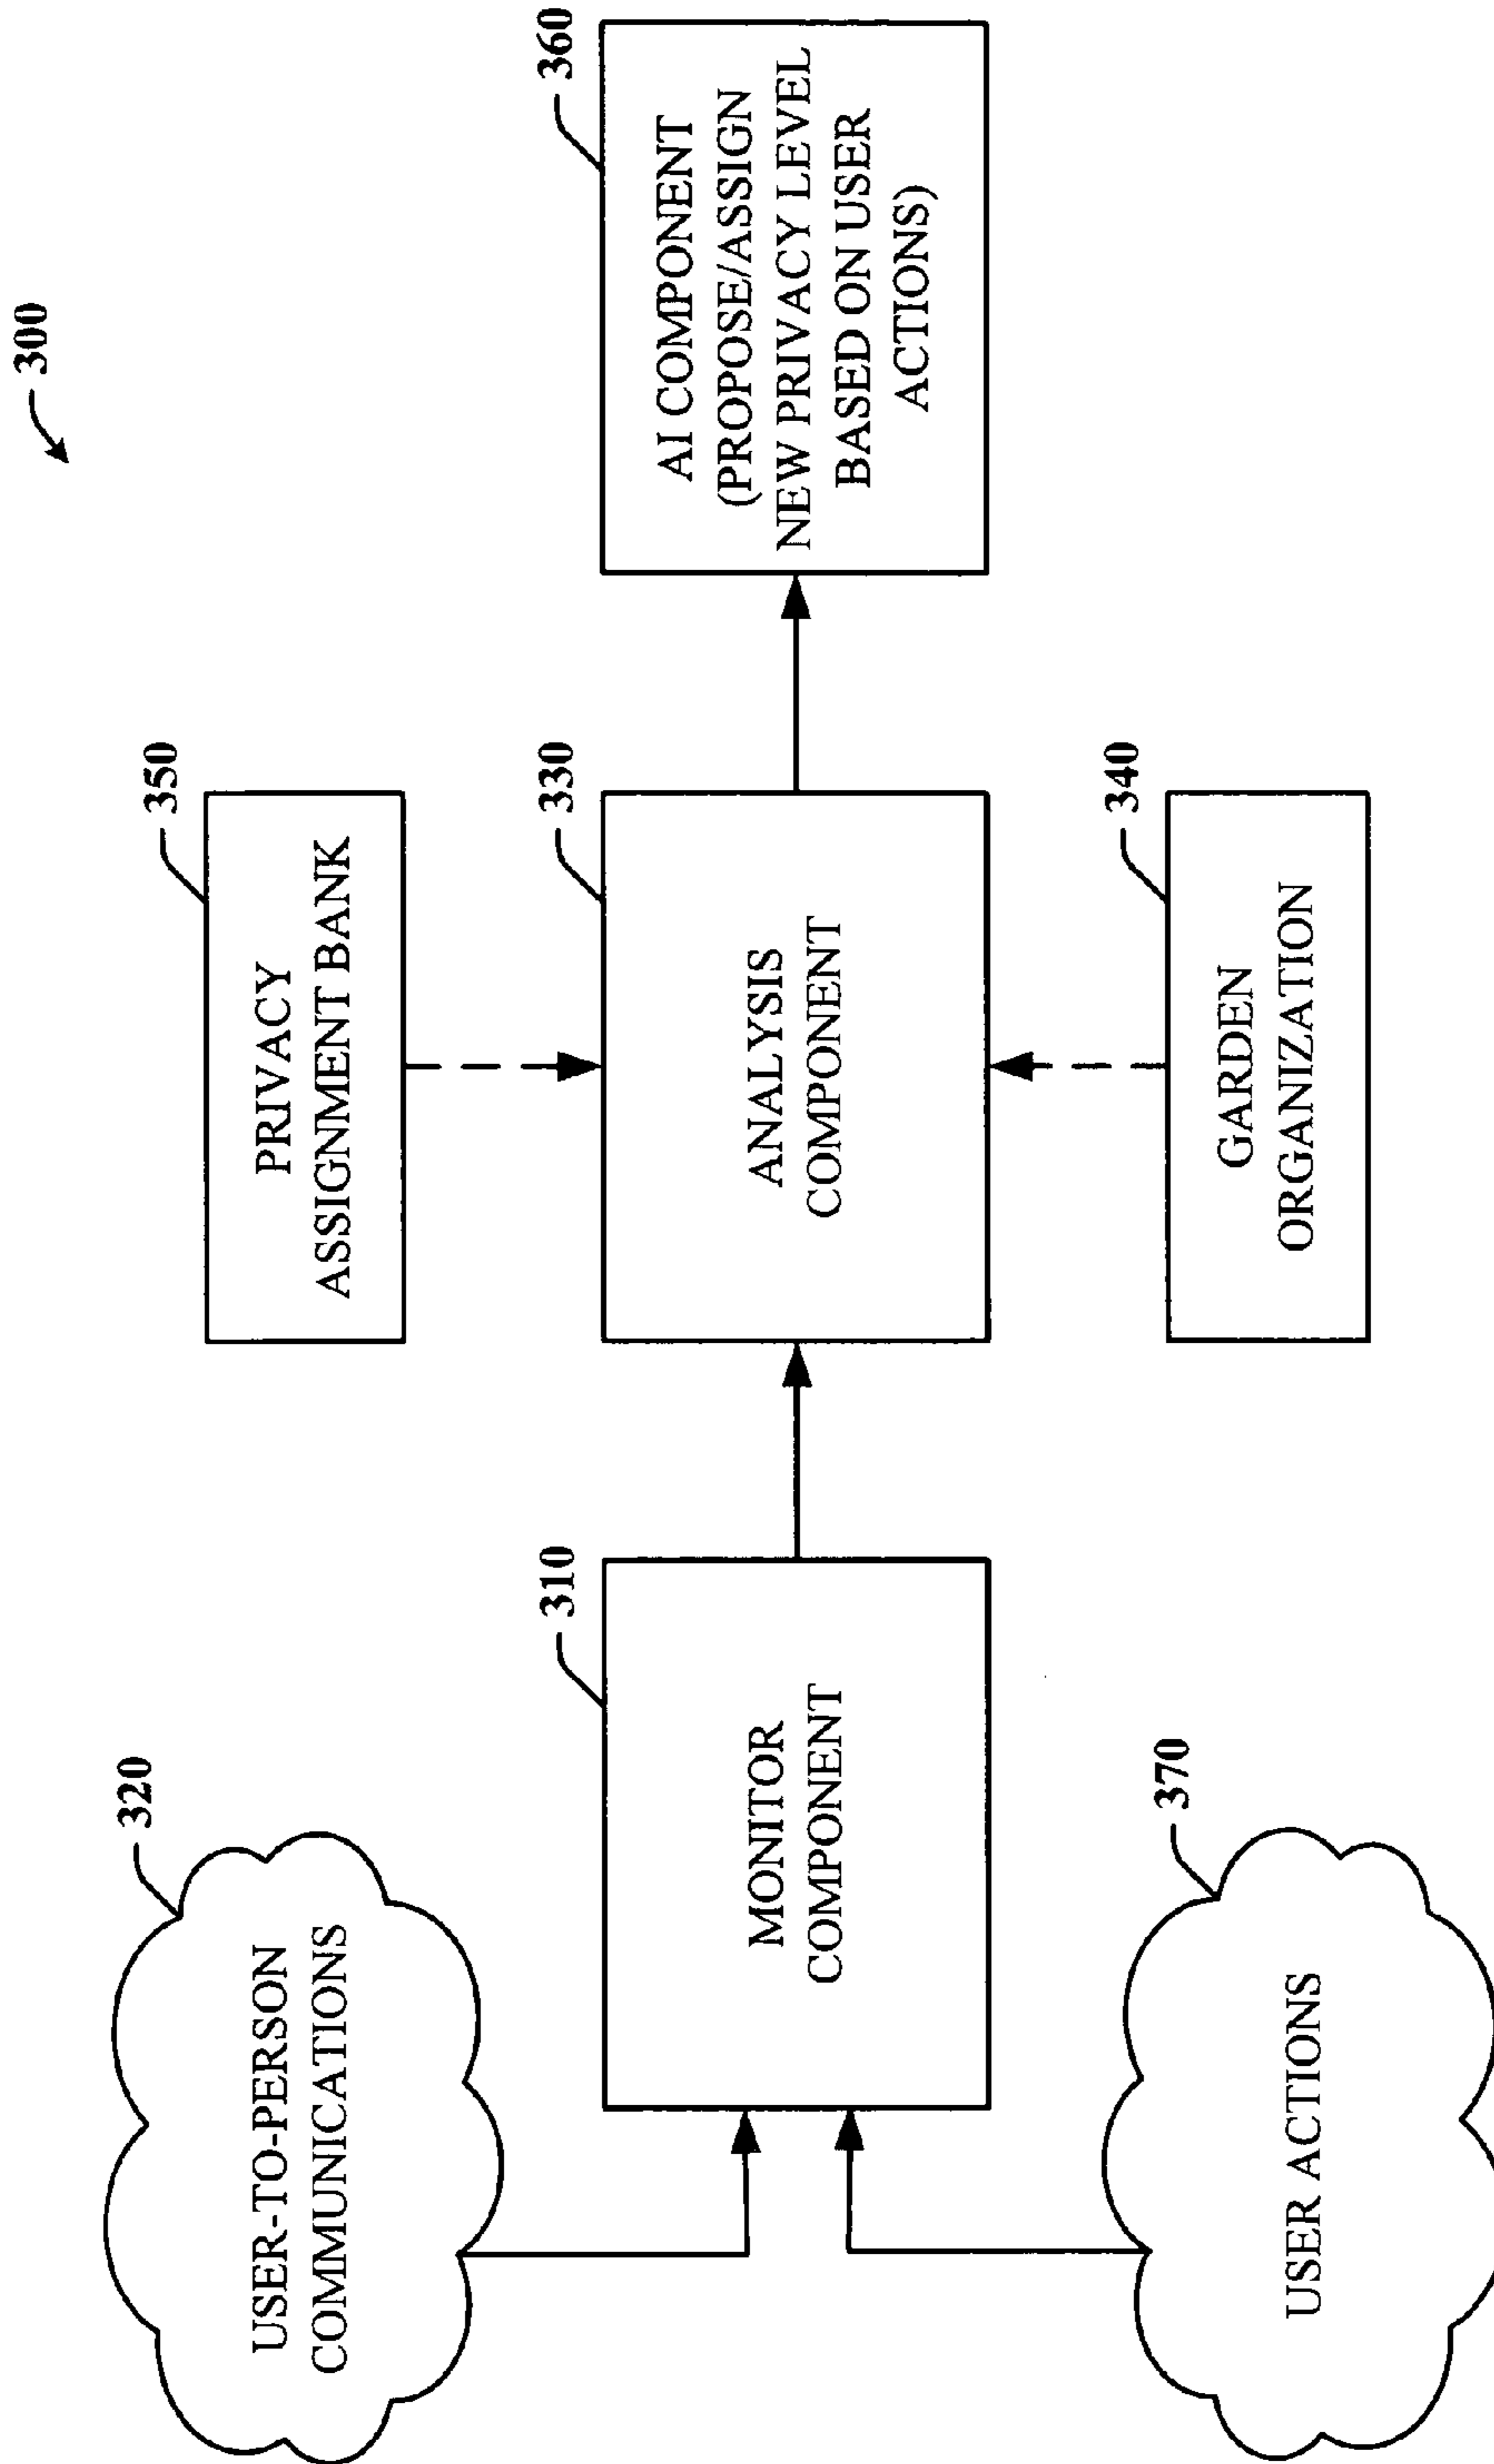 300
320
USER-TO-PERSON
COMMUNICATIONS
350
PRIVACY
ASSIGNMENT BANK
310
MONITOR
COMPONENT
330
ANALYSIS
COMPONENT
360
AI COMPONENT
(PROPOSE/ASSIGN
NEW PRIVACY LEVEL
BASED ON USER
ACTIONS)
370
USER ACTIONS
340
GARDEN
ORGANIZATION